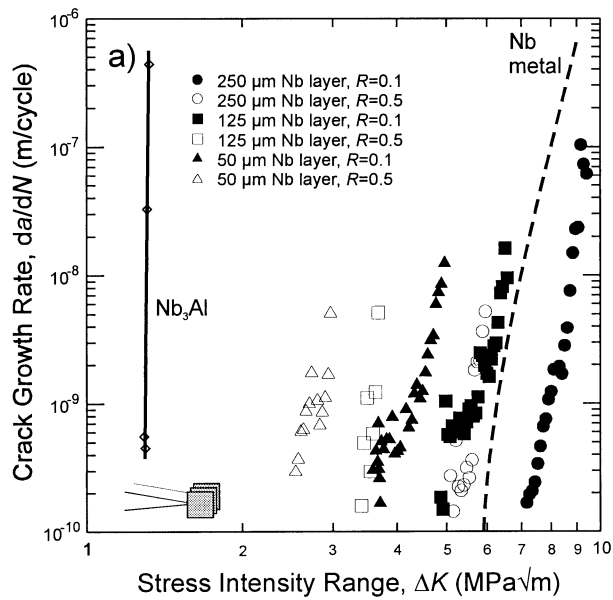 a)
Nb
metal
250 µm Nb layer, R=0.1
250 µm Nb layer, R=0.5
125 µm Nb layer, R=0.1
125 µm Nb layer, R=0.5
50 µm Nb layer, R=0.1
50 µm Nb layer, R=0.5
Nb₃Al
Crack Growth Rate, da/dN (m/cycle)
10⁻⁶
10⁻⁷
10⁻⁸
10⁻⁹
10⁻¹⁰
1 2 3 4 5 6 7 8 9 10
Stress Intensity Range, ΔK (MPa√m)